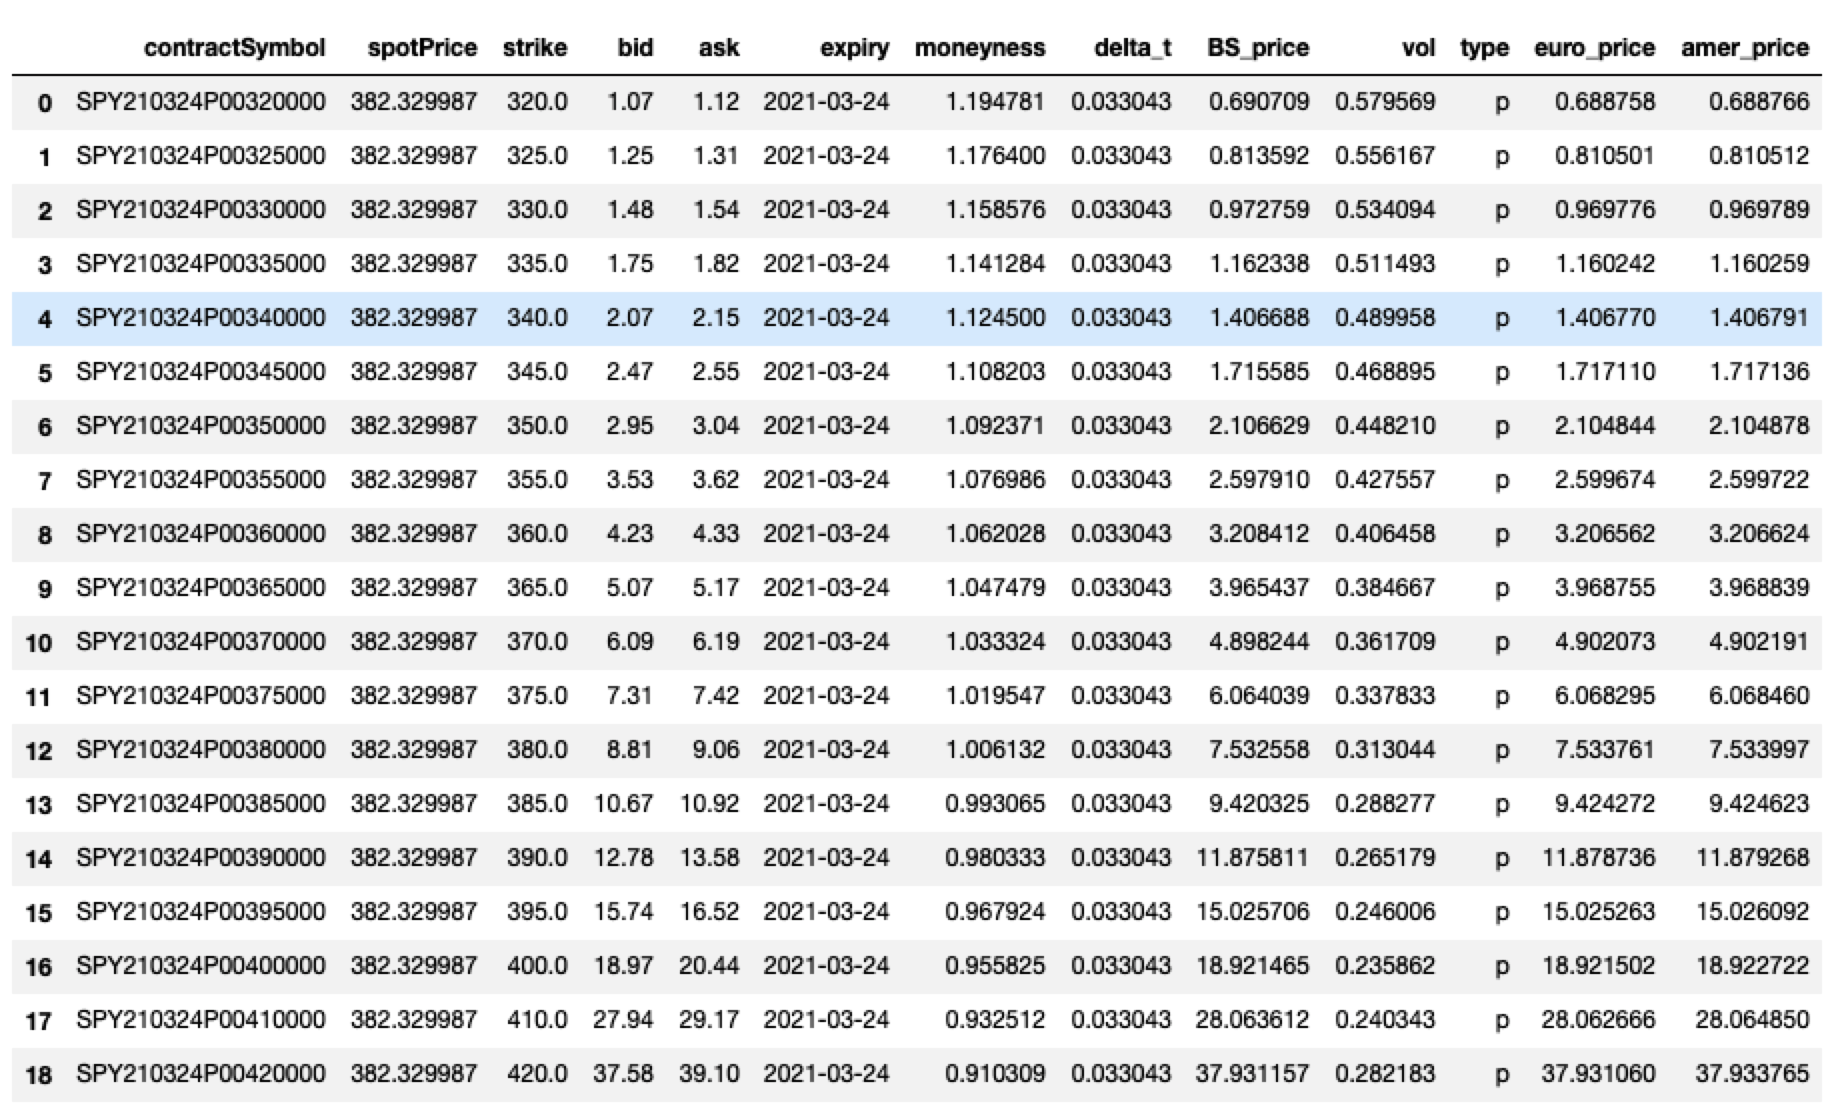 contractSymbol spotPrice strike bid ask expiry moneyness delta_t BS_price vol type euro_price amer_price
0 SPY210324P00320000 382.329987 320.0 1.07 1.12 2021-03-24 1.194781 0.033043 0.690709 0.579569 p 0.688758 0.688766
1 SPY210324P00325000 382.329987 325.0 1.25 1.31 2021-03-24 1.176400 0.033043 0.813592 0.556167 p 0.810501 0.810512
2 SPY210324P00330000 382.329987 330.0 1.48 1.54 2021-03-24 1.158576 0.033043 0.972759 0.534094 p 0.969776 0.969789
3 SPY210324P00335000 382.329987 335.0 1.75 1.82 2021-03-24 1.141284 0.033043 1.162338 0.511493 p 1.160242 1.160259
4 SPY210324P00340000 382.329987 340.0 2.07 2.15 2021-03-24 1.124500 0.033043 1.406688 0.489958 p 1.406770 1.406791
5 SPY210324P00345000 382.329987 345.0 2.47 2.55 2021-03-24 1.108203 0.033043 1.715585 0.468895 p 1.717110 1.717136
6 SPY210324P00350000 382.329987 350.0 2.95 3.04 2021-03-24 1.092371 0.033043 2.106629 0.448210 p 2.104844 2.104878
7 SPY210324P00355000 382.329987 355.0 3.53 3.62 2021-03-24 1.076986 0.033043 2.597910 0.427557 p 2.599674 2.599722
8 SPY210324P00360000 382.329987 360.0 4.23 4.33 2021-03-24 1.062028 0.033043 3.208412 0.406458 p 3.206562 3.206624
9 SPY210324P00365000 382.329987 365.0 5.07 5.17 2021-03-24 1.047479 0.033043 3.965437 0.384667 p 3.968755 3.968839
10 SPY210324P00370000 382.329987 370.0 6.09 6.19 2021-03-24 1.033324 0.033043 4.898244 0.361709 p 4.902073 4.902191
11 SPY210324P00375000 382.329987 375.0 7.31 7.42 2021-03-24 1.019547 0.033043 6.064039 0.337833 p 6.068295 6.068460
12 SPY210324P00380000 382.329987 380.0 8.81 9.06 2021-03-24 1.006132 0.033043 7.532558 0.313044 p 7.533761 7.533997
13 SPY210324P00385000 382.329987 385.0 10.67 10.92 2021-03-24 0.993065 0.033043 9.420325 0.288277 p 9.424272 9.424623
14 SPY210324P00390000 382.329987 390.0 12.78 13.58 2021-03-24 0.980333 0.033043 11.875811 0.265179 p 11.878736 11.879268
15 SPY210324P00395000 382.329987 395.0 15.74 16.52 2021-03-24 0.967924 0.033043 15.025706 0.246006 p 15.025263 15.026092
16 SPY210324P00400000 382.329987 400.0 18.97 20.44 2021-03-24 0.955825 0.033043 18.921465 0.235862 p 18.921502 18.922722
17 SPY210324P00410000 382.329987 410.0 27.94 29.17 2021-03-24 0.932512 0.033043 28.063612 0.240343 p 28.062666 28.064850
18 SPY210324P00420000 382.329987 420.0 37.58 39.10 2021-03-24 0.910309 0.033043 37.931157 0.282183 p 37.931060 37.933765